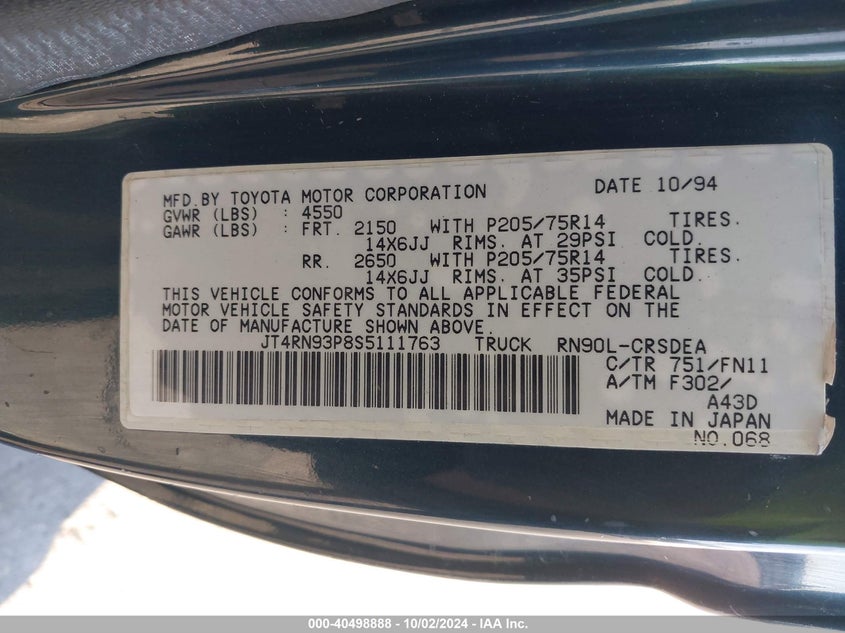 MFD.BY TOYOTA MOTOR CORPORATION DATE 10/94
GVWR (LBS) : 4550
GAWR (LBS) : FRT. 2150 WITH P205/75R14 TIRES.
14X6JJ RIMS. AT 29PSI COLD.
RR. 2650 WITH P205/75R14 TIRES.
14X6JJ RIMS. AT 35PSI COLD.
THIS VEHICLE CONFORMS TO ALL APPLICABLE FEDERAL
MOTOR VEHICLE SAFETY STANDARDS IN EFFECT ON THE
DATE OF MANUFACTURE SHOWN ABOVE.
JT4RN93P8S5111763 TRUCK RN90L-CRSDEA
C/TR 751/FN11
A/TM F302/
A43D
MADE IN JAPAN
NO.068
000-40498888 - 10/02/2024 - IAA Inc.